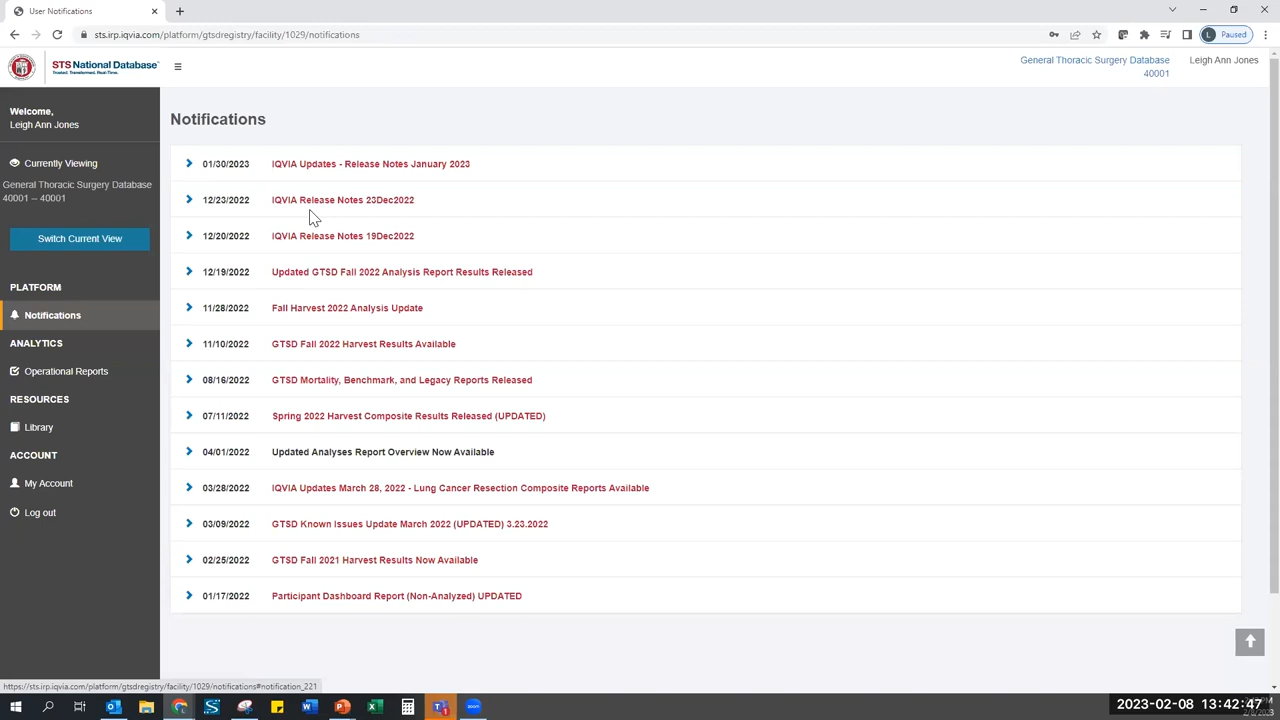 User Notifications
sts.irp.iqvia.com/platform/gtsdregistry/facility/1029/notifications
L Paused
STS National Database™
Trusted. Transformed. Real-Time.
General Thoracic Surgery Database
40001
Leigh Ann Jones
Welcome,
Leigh Ann Jones
Currently Viewing
General Thoracic Surgery Database
40001 -- 40001
Switch Current View
PLATFORM
Notifications
ANALYTICS
Operational Reports
RESOURCES
Library
ACCOUNT
My Account
Log out
Notifications
01/30/2023 IQVIA Updates - Release Notes January 2023
12/23/2022 IQVIA Release Notes 23Dec2022
12/20/2022 IQVIA Release Notes 19Dec2022
12/19/2022 Updated GTSD Fall 2022 Analysis Report Results Released
11/28/2022 Fall Harvest 2022 Analysis Update
11/10/2022 GTSD Fall 2022 Harvest Results Available
08/16/2022 GTSD Mortality, Benchmark, and Legacy Reports Released
07/11/2022 Spring 2022 Harvest Composite Results Released (UPDATED)
04/01/2022 Updated Analyses Report Overview Now Available
03/28/2022 IQVIA Updates March 28, 2022 - Lung Cancer Resection Composite Reports Available
03/09/2022 GTSD Known Issues Update March 2022 (UPDATED) 3.23.2022
02/25/2022 GTSD Fall 2021 Harvest Results Now Available
01/17/2022 Participant Dashboard Report (Non-Analyzed) UPDATED
https://sts.irp.iqvia.com/platform/gtsdregistry/facility/1029/notifications#notification_221
2023-02-08 13:42:47